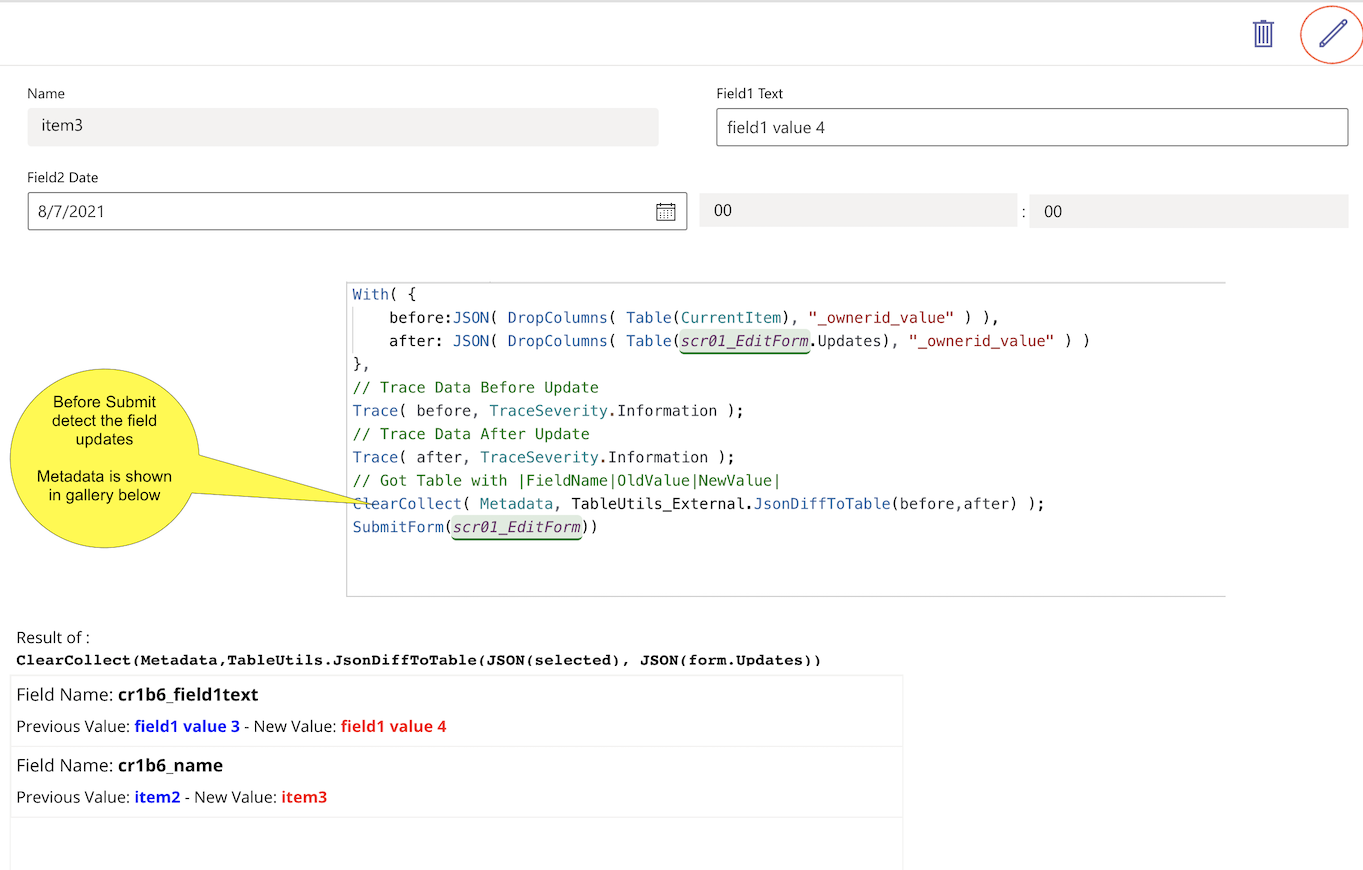 Name
Field1 Text
item3
field1 value 4
Field2 Date
8/7/2021
00
:
00
With( {
before:JSON( DropColumns( Table(CurrentItem), "_ownerid_value" ) ),
after: JSON( DropColumns( Table(scr01_EditForm.Updates), "_ownerid_value" ) )
},
// Trace Data Before Update
Trace( before, TraceSeverity.Information );
// Trace Data After Update
Trace( after, TraceSeverity.Information );
// Got Table with |FieldName|OldValue|NewValue|
ClearCollect( Metadata, TableUtils_External.JsonDiffToTable(before,after) );
SubmitForm(scr01_EditForm))
Before Submit
detect the field
updates
Metadata is shown
in gallery below
Result of :
ClearCollect(Metadata,TableUtils.JsonDiffToTable(JSON(selected), JSON(form.Updates))
Field Name: cr1b6_field1text
Previous Value: field1 value 3 - New Value: field1 value 4
Field Name: cr1b6_name
Previous Value: item2 - New Value: item3